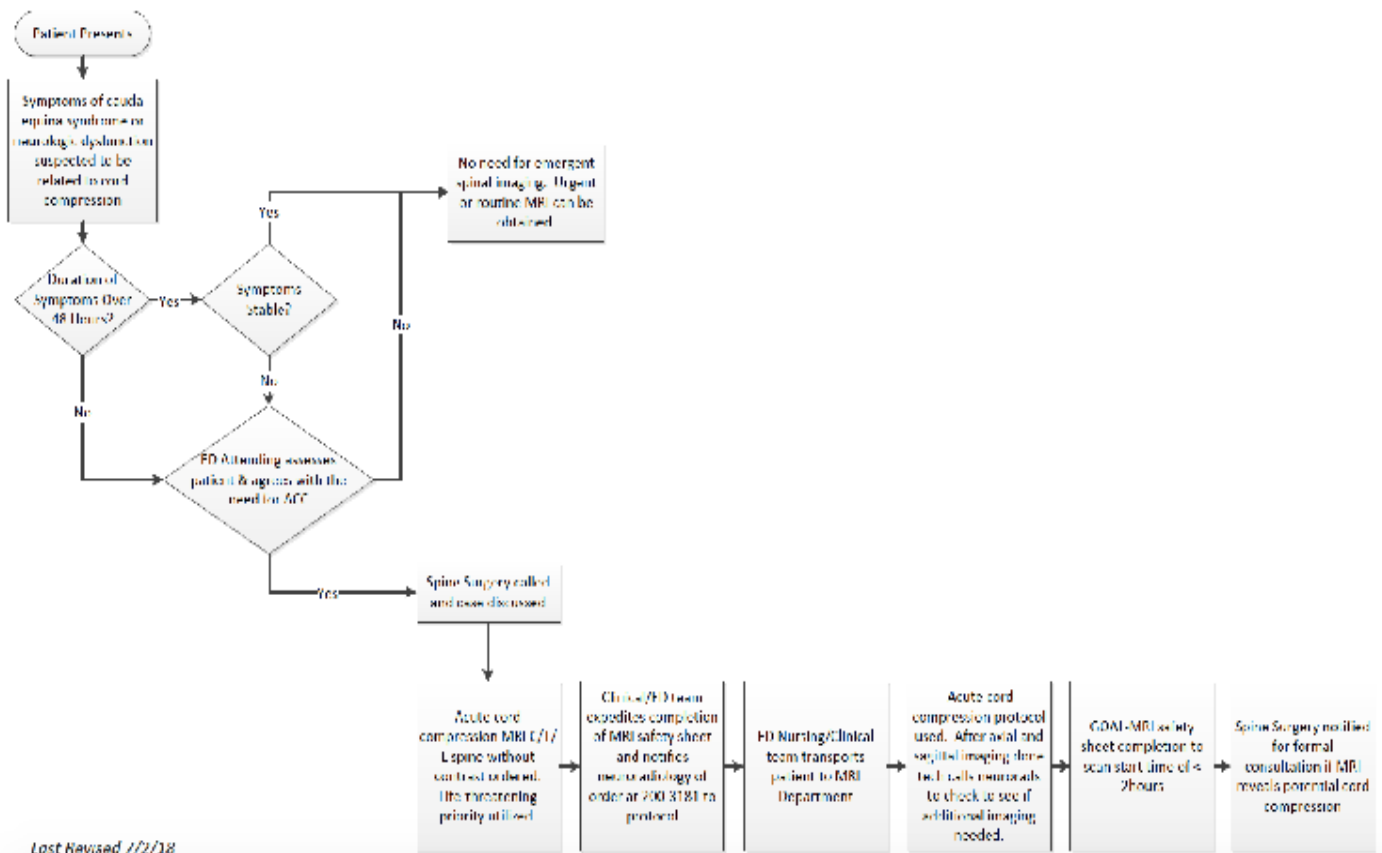 Patient Presents
Symptoms of cauda
equina syndrome or
neurologic dysfunction
suspected to be
related to cord
compression
No need for emergent
spinal imaging. Urgent
or routine MRI can be
obtained
Yes
Duration of
Symptoms Over
48 Hours?
Yes
Symptoms
Stable?
No
No
No
ED Attending assesses
patient & agrees with the
need for ACC
Yes
Spine Surgery called
and case discussed
Acute cord
compression MRI C/T/
L spine without
contrast ordered.
Life threatening
priority utilized
Clinical/ED team
expedites completion
of MRI safety sheet
and notifies
neuroradiology of
order at 200-3181 to
protocol
ED Nursing/Clinical
team transports
patient to MRI
Department
Acute cord
compression protocol
used. After axial and
sagittal imaging done
tech calls neurorads
to check to see if
additional imaging
needed.
GOAL-MRI safety
sheet completion to
scan start time of <
2hours
Spine Surgery notified
for formal
consultation if MRI
reveals potential cord
compression
Last Revised 7/2/18